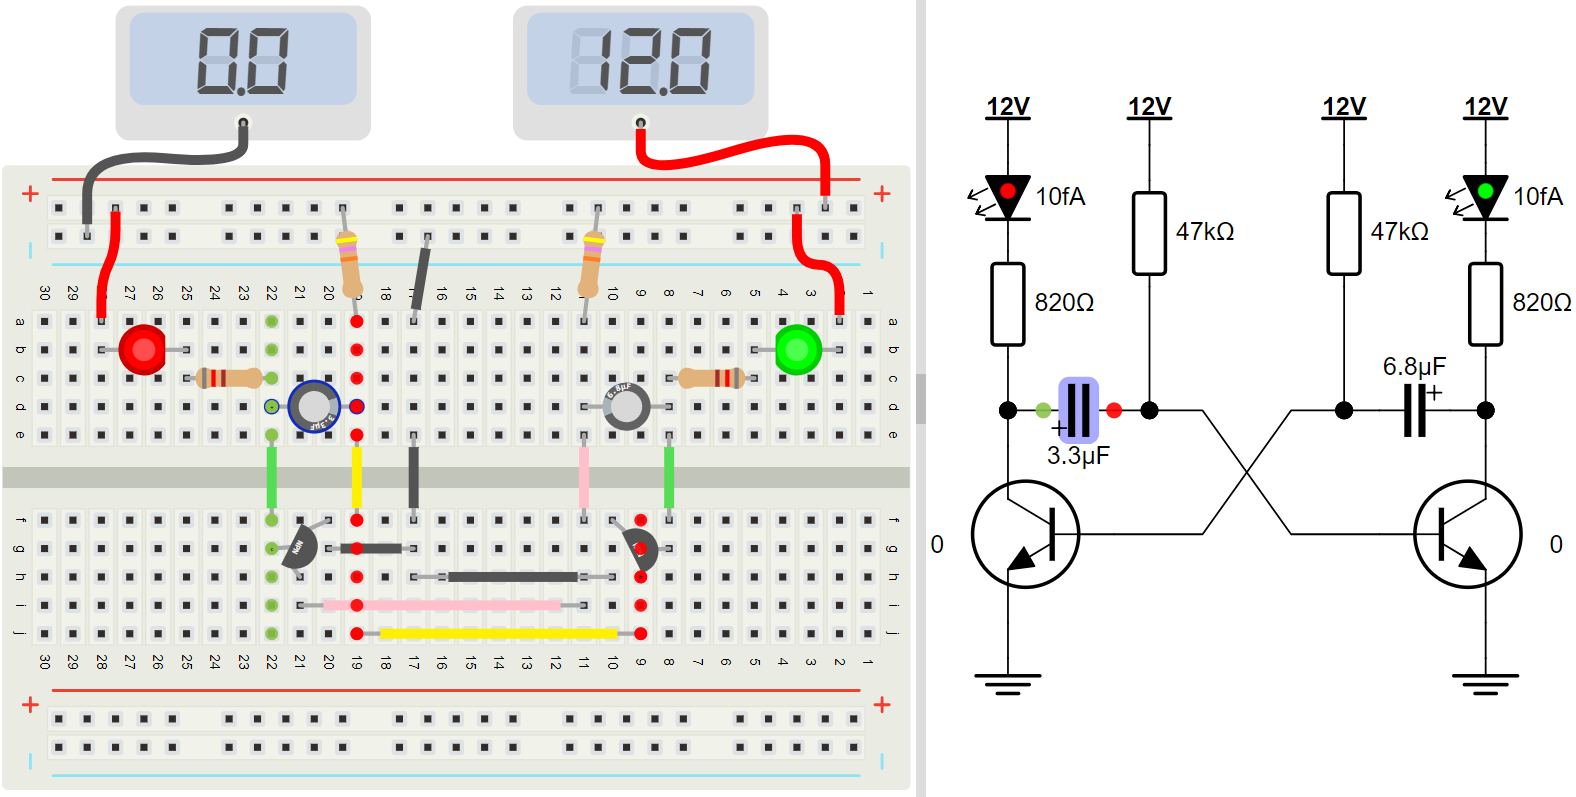 0.0
12.0
+ +
30 29 28 27 26 25 24 23 22 21 20 19 18 17 16 15 14 13 12 11 10 9 8 7 6 5 4 3 2 1
a a
b b
c c
d d
e e
3.3µF
6.8µF
f f
g g
h h
i i
j j
NPN
c
30 29 28 27 26 25 24 23 22 21 20 19 18 17 16 15 14 13 12 11 10 9 8 7 6 5 4 3 2 1
+ +
12V 12V 12V 12V
10fA 10fA
47kΩ 47kΩ
820Ω 820Ω
6.8µF
+
+
3.3µF
0 0